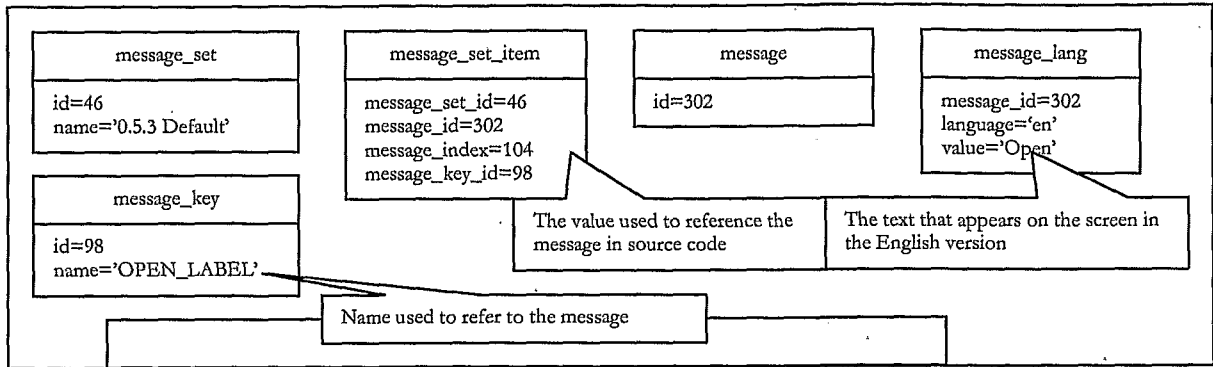 message_set
id=46
name='0.5.3 Default'
message_set_item
message_set_id=46
message_id=302
message_index=104
message_key_id=98
message
id=302
message_lang
message_id=302
language='en'
value='Open'
message_key
id=98
name='OPEN_LABEL'
The value used to reference the
message in source code
The text that appears on the screen in
the English version
Name used to refer to the message